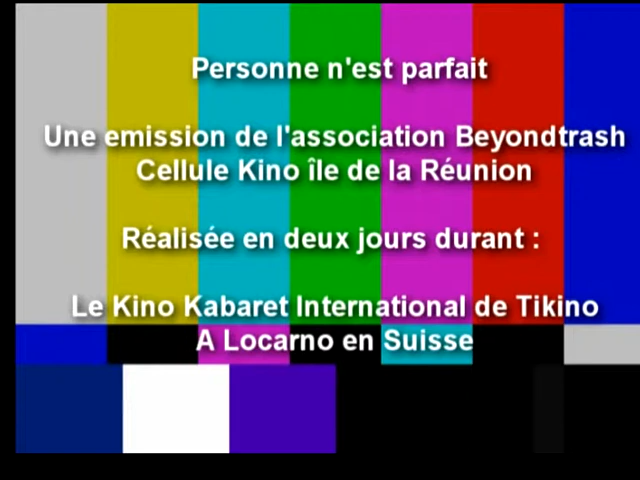 Personne n'est parfait
Une emission de l'association Beyondtrash
Cellule Kino île de la Réunion
Réalisée en deux jours durant :
Le Kino Kabaret International de Tikino
A Locarno en Suisse